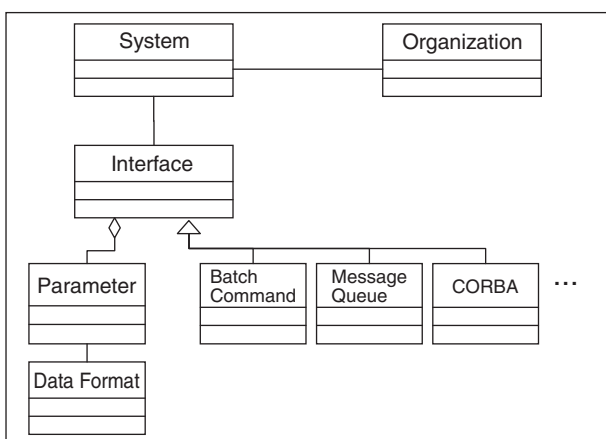 System
Organization
Interface
Parameter
Batch
Command
Message
Queue
CORBA
...
Data Format